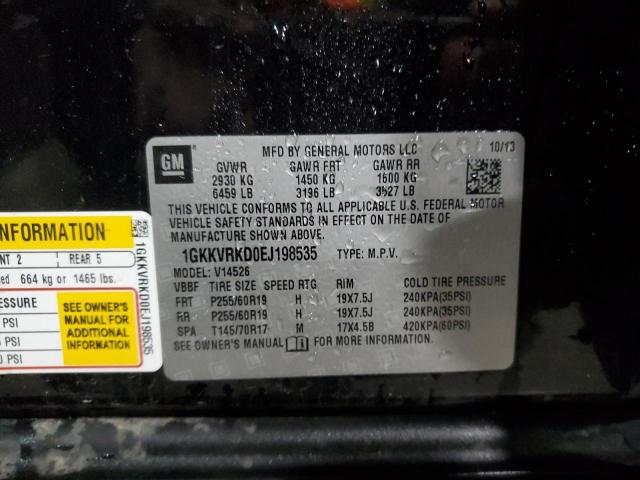 GM
MFD BY GENERAL MOTORS LLC 10/13
GVWR GAWR FRT GAWR RR
2930 KG 1450 KG 1600 KG
6459 LB 3196 LB 3527 LB
THIS VEHICLE CONFORMS TO ALL APPLICABLE U.S. FEDERAL MOTOR
VEHICLE SAFETY STANDARDS IN EFFECT ON THE DATE OF
MANUFACTURE SHOWN ABOVE.
1GKKVRKD0EJ198535 TYPE: M.P.V.
MODEL: V14526
VBBF TIRE SIZE SPEED RTG RIM COLD TIRE PRESSURE
FRT P255/60R19 H 19X7.5J 240KPA(35PSI)
RR P255/60R19 H 19X7.5J 240KPA(35PSI)
SPA T145/70R17 M 17X4.5B 420KPA(60PSI)
SEE OWNER'S MANUAL FOR MORE INFORMATION.
INFORMATION
NT 2 REAR 5
ed 664 kg or 1465 lbs.
ESSURE
PSI
PSI
0 PSI
SEE OWNER'S
MANUAL FOR
ADDITIONAL
INFORMATION
1GKKVRKD0EJ198535